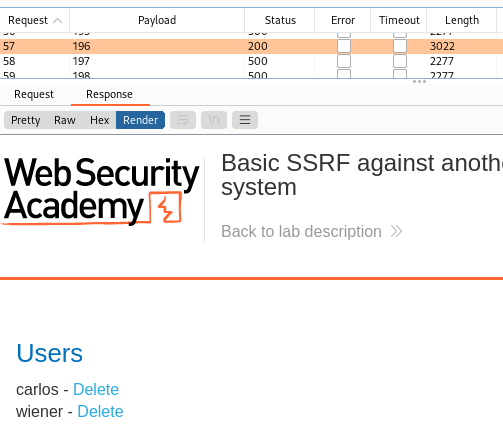 Request Payload Status Error Timeout Length
56 195 500 2277
57 196 200 3022
58 197 500 2277
59 198 500 2277
Request Response
Pretty Raw Hex Render \n
Web Security
Academy
Basic SSRF against anothe
system
Back to lab description
Users
carlos - Delete
wiener - Delete